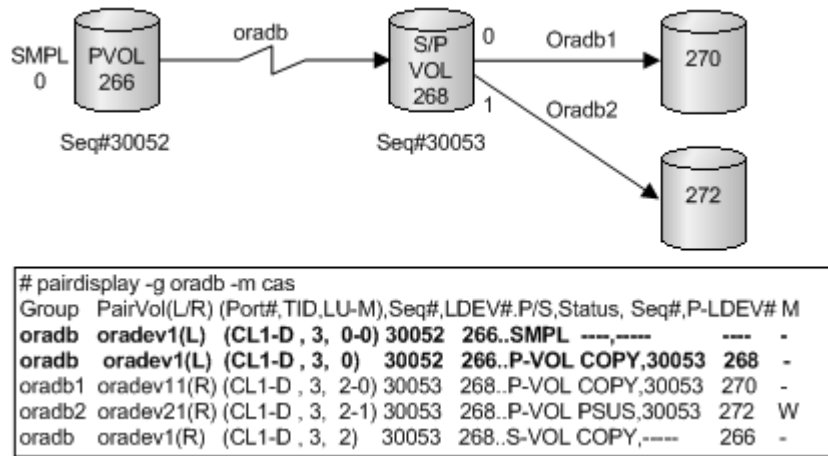 oradb
SMPL
0
PVOL
266
S/P
VOL
268
0
1
Oradb1
Oradb2
270
272
Seq#30052
Seq#30053
# pairdisplay -g oradb -m cas
Group PairVol(L/R) (Port#,TID,LU-M),Seq#,LDEV#.P/S,Status, Seq#,P-LDEV# M
oradb oradev1(L) (CL1-D , 3, 0-0) 30052 266..SMPL ----,----- ---- -
oradb oradev1(L) (CL1-D , 3, 0) 30052 266..P-VOL COPY,30053 268 -
oradb1 oradev11(R) (CL1-D , 3, 2-0) 30053 268..P-VOL COPY,30053 270 -
oradb2 oradev21(R) (CL1-D , 3, 2-1) 30053 268..P-VOL PSUS,30053 272 W
oradb oradev1(R) (CL1-D , 3, 2) 30053 268..S-VOL COPY,----- 266 -